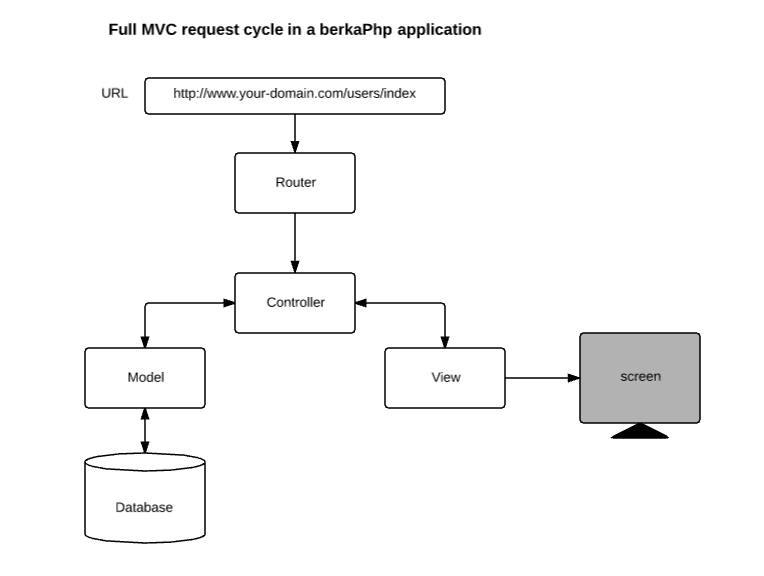 Full MVC request cycle in a berkaPhp application
URL
http://www.your-domain.com/users/index
Router
Controller
Model
View
screen
Database